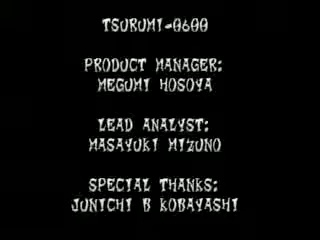 TSURUMI-0600
PRODUCT MANAGER:
MEGUMI HOSOYA
LEAD ANALYST:
MASAYUKI MIZUNO
SPECIAL THANKS:
JUNICHI B KOBAYASHI